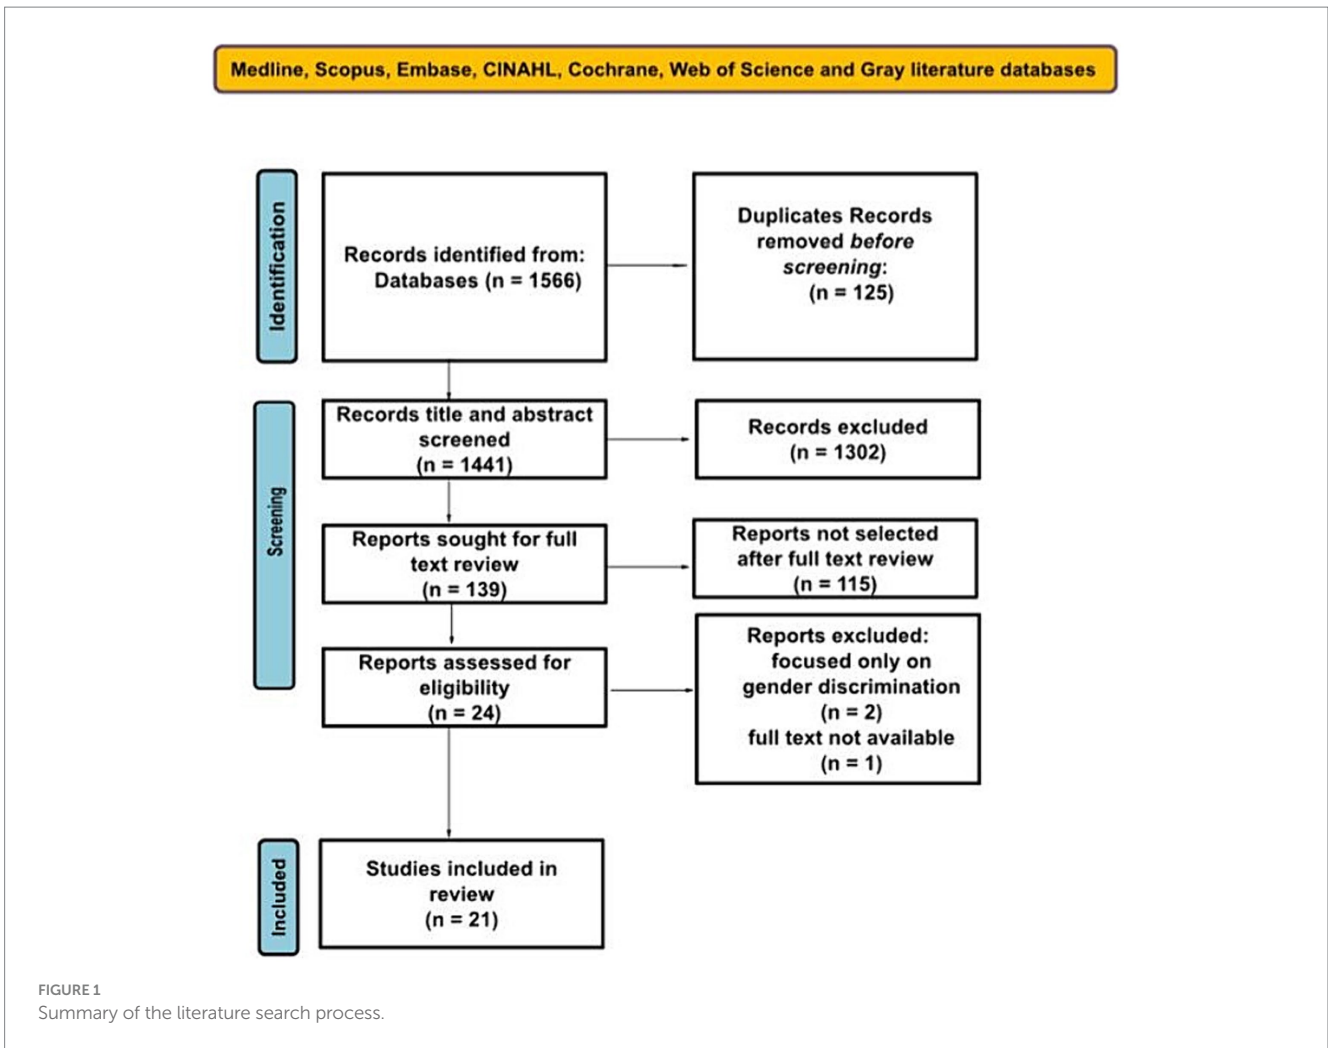 Medline, Scopus, Embase, CINAHL, Cochrane, Web of Science and Gray literature databases
Identification
Records identified from:
Databases (n = 1566)
Duplicates Records
removed before
screening:
(n = 125)
Screening
Records title and abstract
screened
(n = 1441)
Records excluded
(n = 1302)
Reports sought for full
text review
(n = 139)
Reports not selected
after full text review
(n = 115)
Reports assessed for
eligibility
(n = 24)
Reports excluded:
focused only on
gender discrimination
(n = 2)
full text not available
(n = 1)
Included
Studies included in
review
(n = 21)
FIGURE 1
Summary of the literature search process.